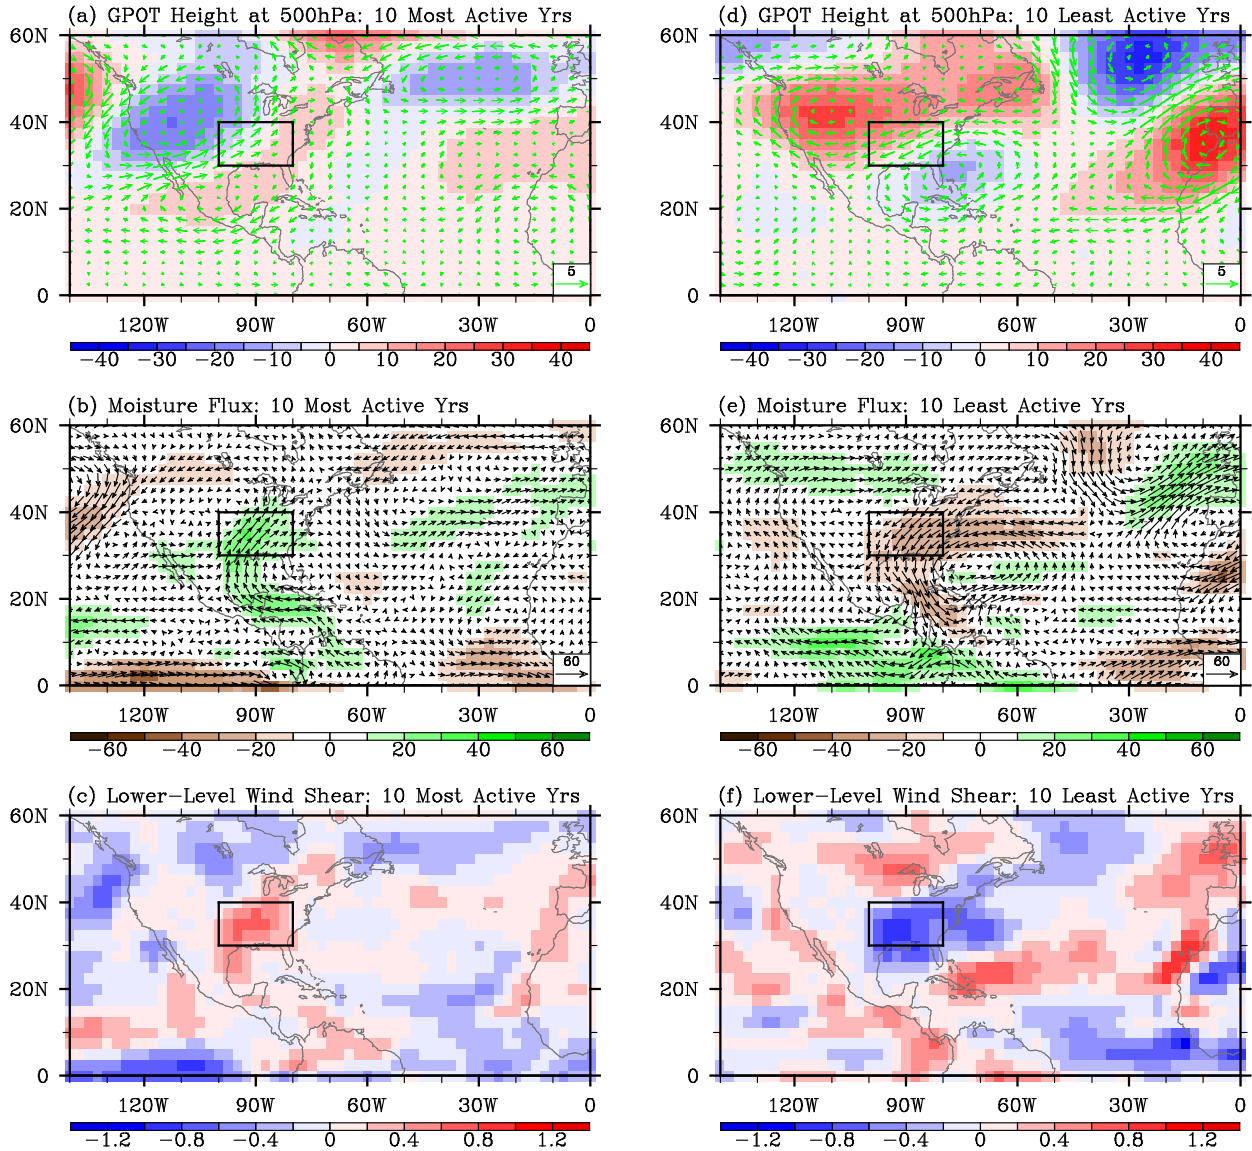 (a) GPOT Height at 500hPa: 10 Most Active Yrs
60N
40N
20N
0
5
120W 90W 60W 30W 0
−40 −30 −20 −10 0 10 20 30 40
(b) Moisture Flux: 10 Most Active Yrs
60N
40N
20N
0
60
120W 90W 60W 30W 0
−60 −40 −20 0 20 40 60
(c) Lower−Level Wind Shear: 10 Most Active Yrs
60N
40N
20N
0
120W 90W 60W 30W 0
−1.2 −0.8 −0.4 0 0.4 0.8 1.2
(d) GPOT Height at 500hPa: 10 Least Active Yrs
60N
40N
20N
0
5
120W 90W 60W 30W 0
−40 −30 −20 −10 0 10 20 30 40
(e) Moisture Flux: 10 Least Active Yrs
60N
40N
20N
0
60
120W 90W 60W 30W 0
−60 −40 −20 0 20 40 60
(f) Lower−Level Wind Shear: 10 Least Active Yrs
60N
40N
20N
0
120W 90W 60W 30W 0
−1.2 −0.8 −0.4 0 0.4 0.8 1.2